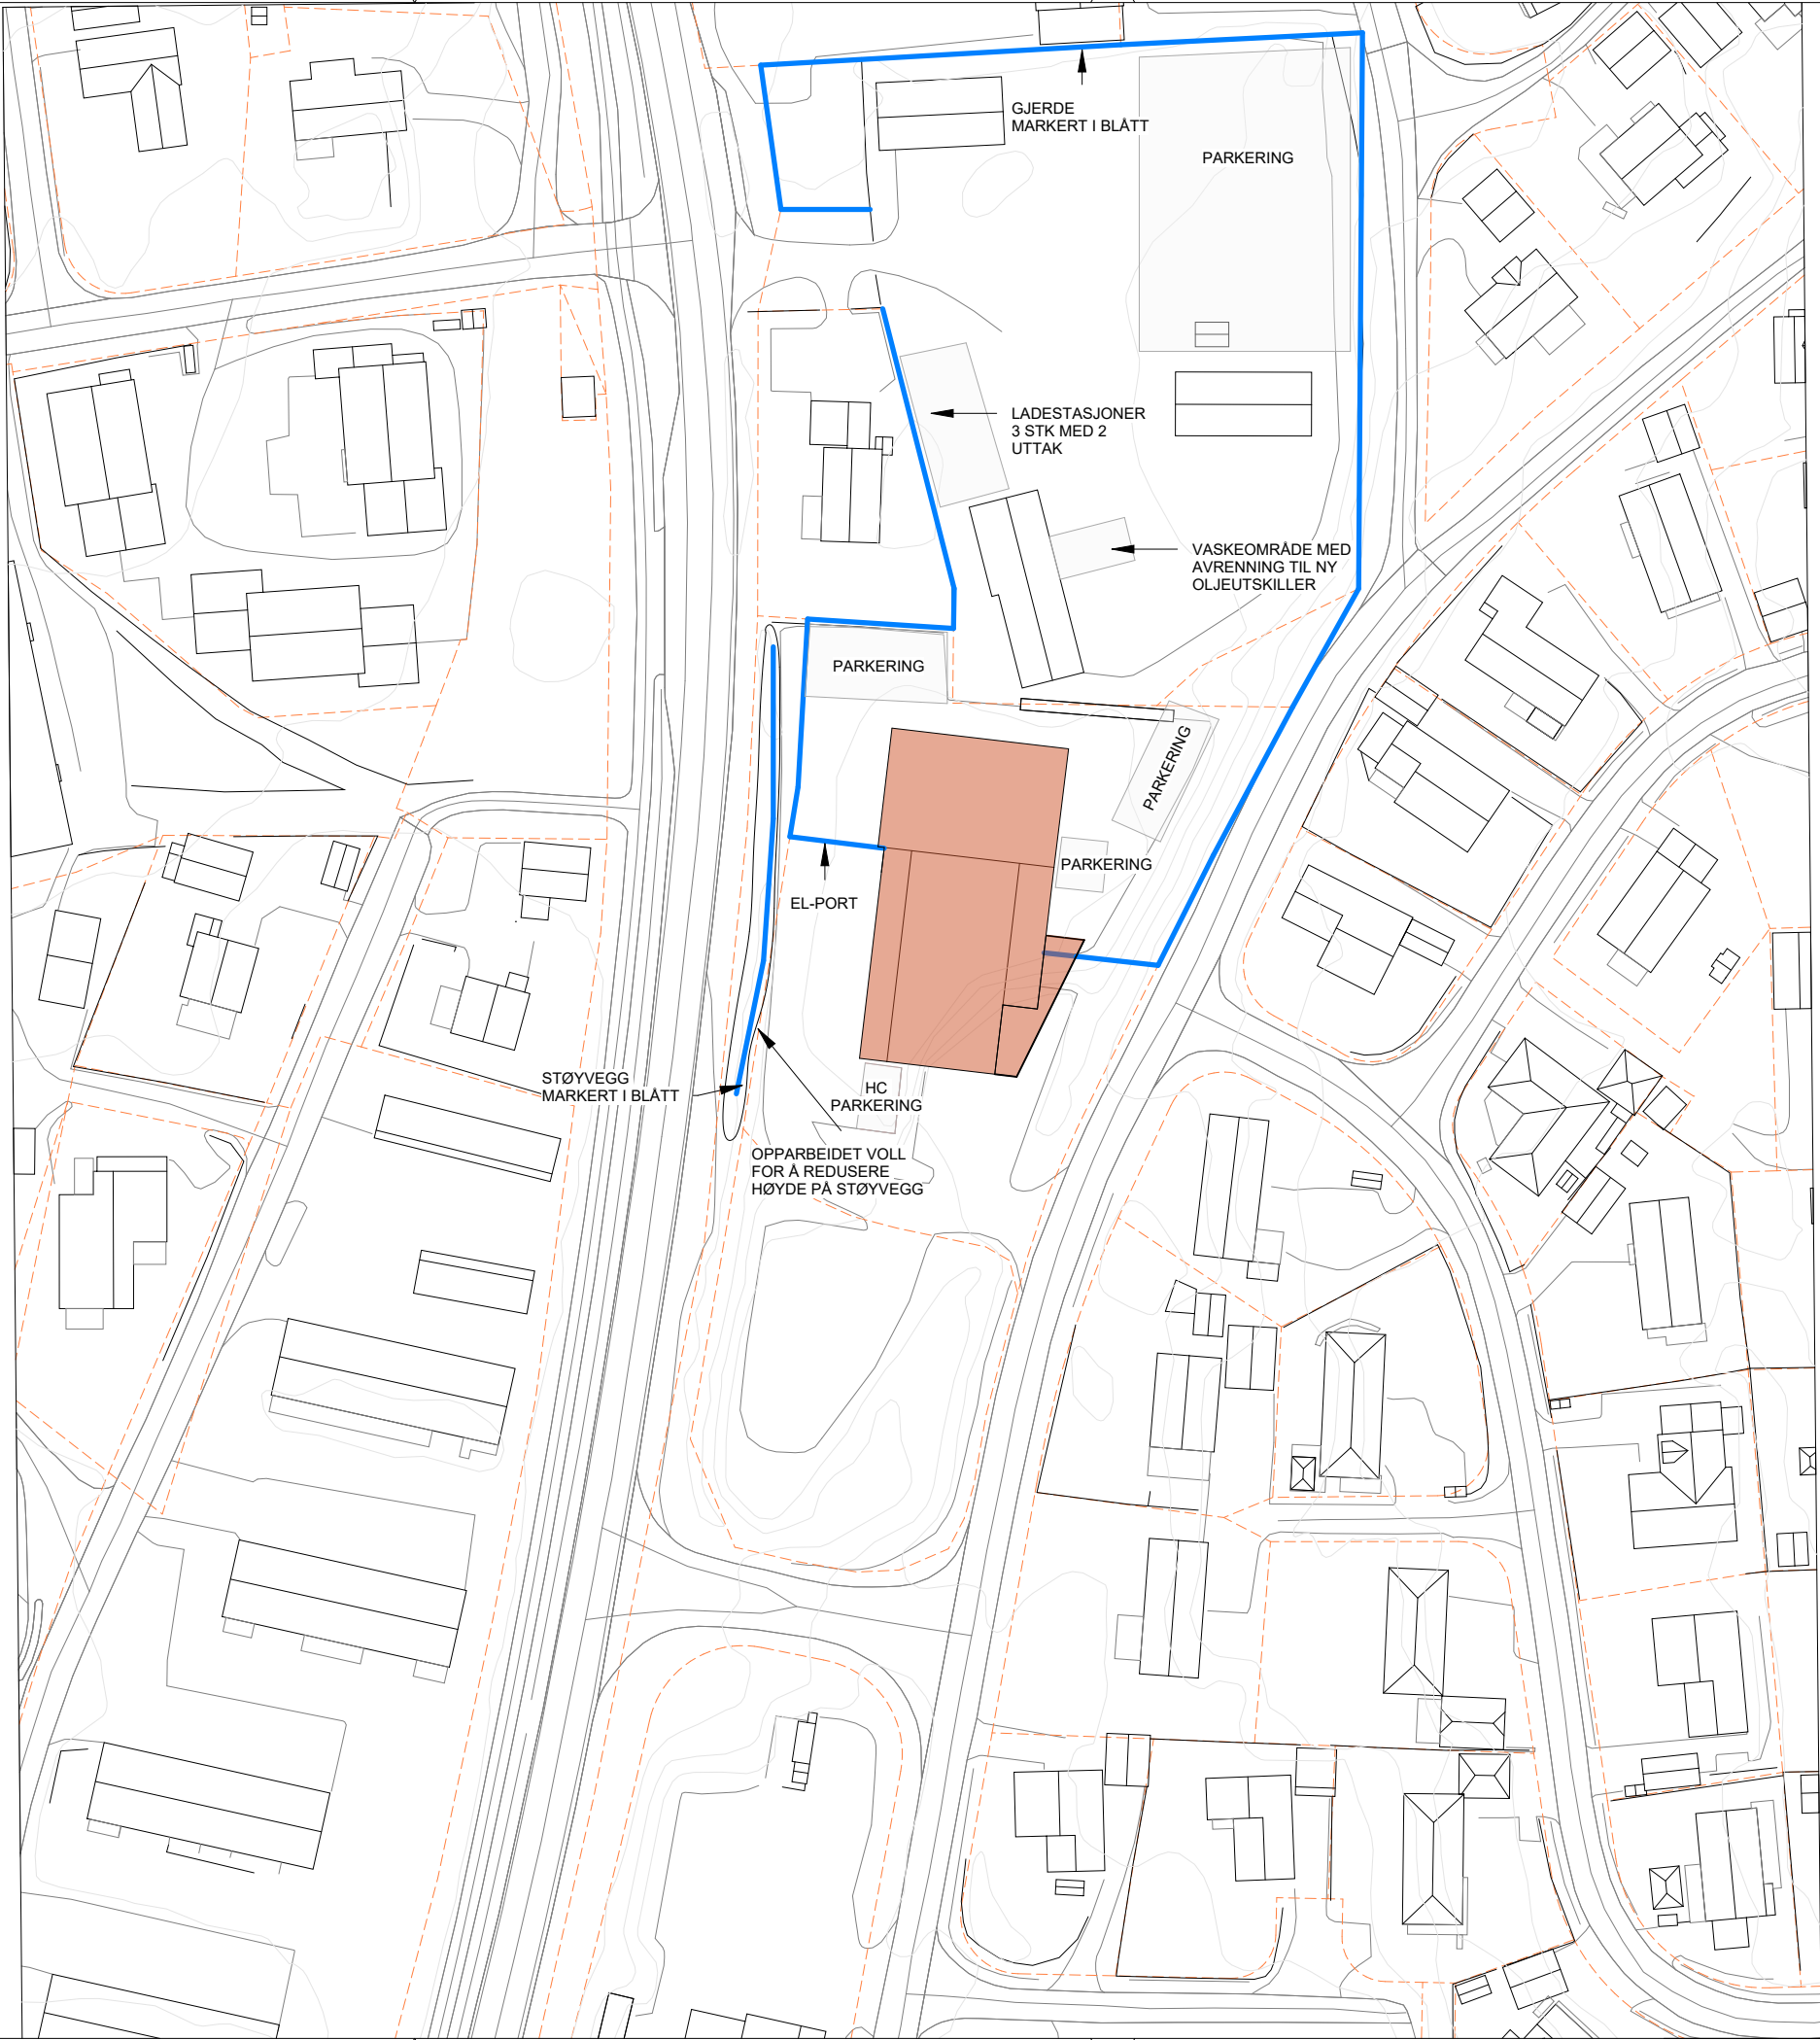 GJERDE
MARKERT I BLÅTT
PARKERING
LADESTASJONER
3 STK MED 2
UTTAK
VASKEOMRÅDE MED
AVRENNING TIL NY
OLJEUTSKILLER
PARKERING
PARKERING
PARKERING
EL-PORT
STØYVEGG
MARKERT I BLÅTT
HC
PARKERING
OPPARBEIDET VOLL
FOR Å REDUSERE
HØYDE PÅ STØYVEGG